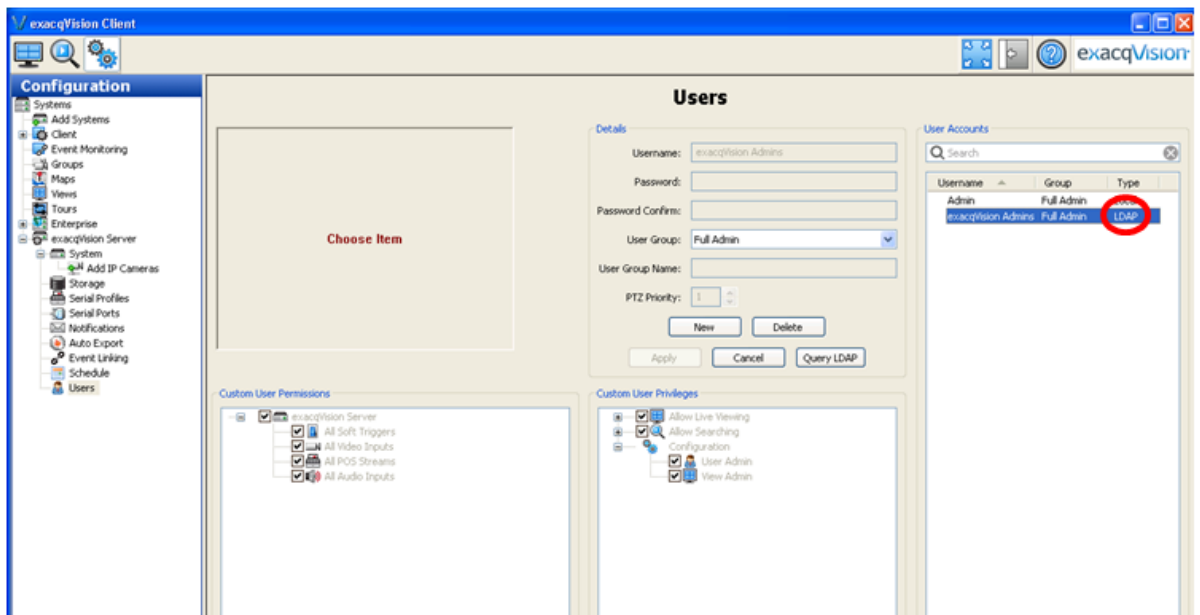 exacqVision Client
exacqVision
Configuration
Systems
Add Systems
Client
Event Monitoring
Groups
Maps
Views
Tours
Enterprise
exacqVision Server
System
Add IP Cameras
Storage
Serial Profiles
Serial Ports
Notifications
Auto Export
Event Linking
Schedule
Users
Users
Choose Item
Details
Username: exacqVision Admins
Password:
Password Confirm:
User Group: Full Admin
User Group Name:
PTZ Priority: 1
New Delete
Apply Cancel Query LDAP
User Accounts
Search
Username Group Type
Admin Full Admin Local
exacqVision Admins Full Admin LDAP
Custom User Permissions
exacqVision Server
All Soft Triggers
All Video Inputs
All POS Streams
All Audio Inputs
Custom User Privileges
Allow Live Viewing
Allow Searching
Configuration
User Admin
View Admin